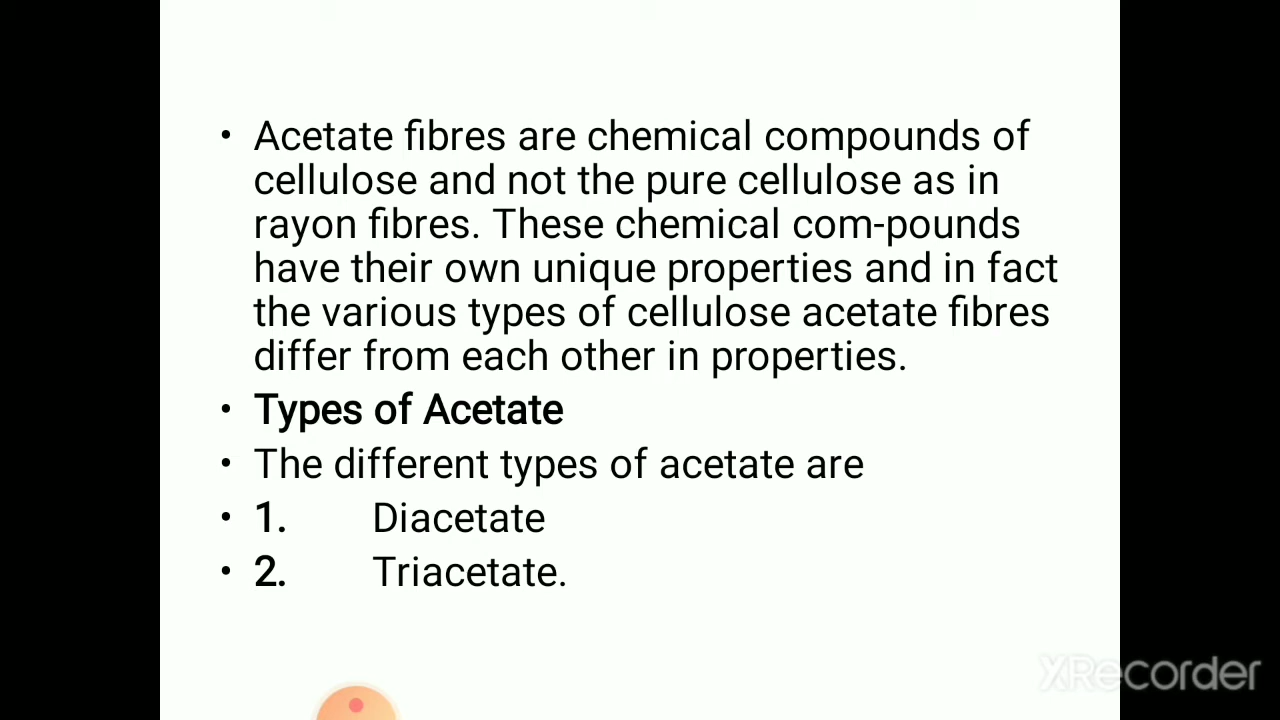 • Acetate fibres are chemical compounds of
cellulose and not the pure cellulose as in
rayon fibres. These chemical com-pounds
have their own unique properties and in fact
the various types of cellulose acetate fibres
differ from each other in properties.
• Types of Acetate
• The different types of acetate are
• 1. Diacetate
• 2. Triacetate.
XRecorder